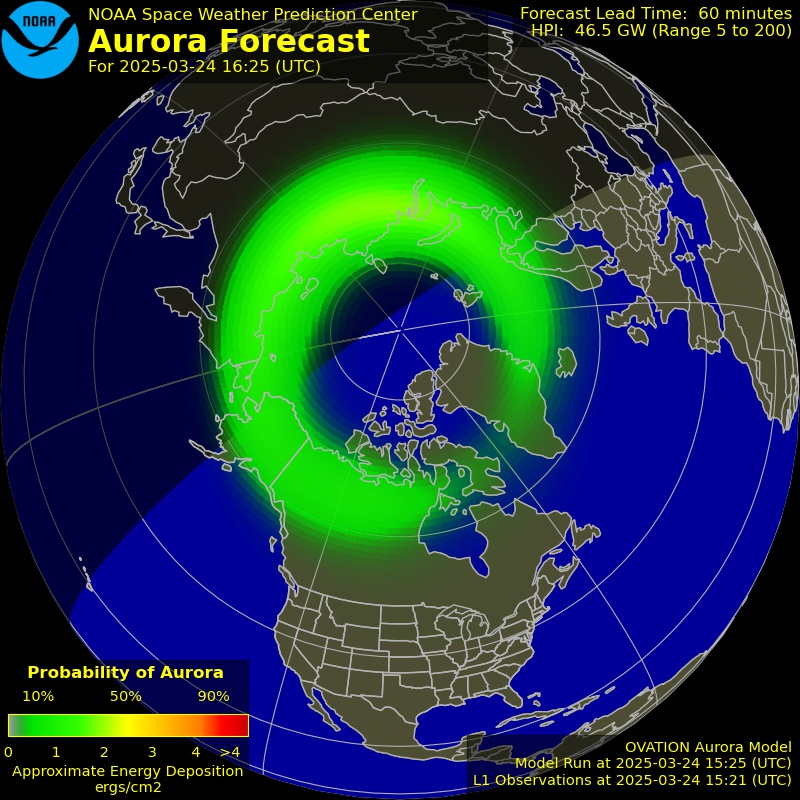 NOAA
NOAA Space Weather Prediction Center
Aurora Forecast
For 2025-03-24 16:25 (UTC)
Forecast Lead Time:  60 minutes
HPI:  46.5 GW (Range 5 to 200)
Probability of Aurora
10% 50% 90%
0 1 2 3 4 >4
Approximate Energy Deposition
ergs/cm2
OVATION Aurora Model
Model Run at 2025-03-24 15:25 (UTC)
L1 Observations at 2025-03-24 15:21 (UTC)